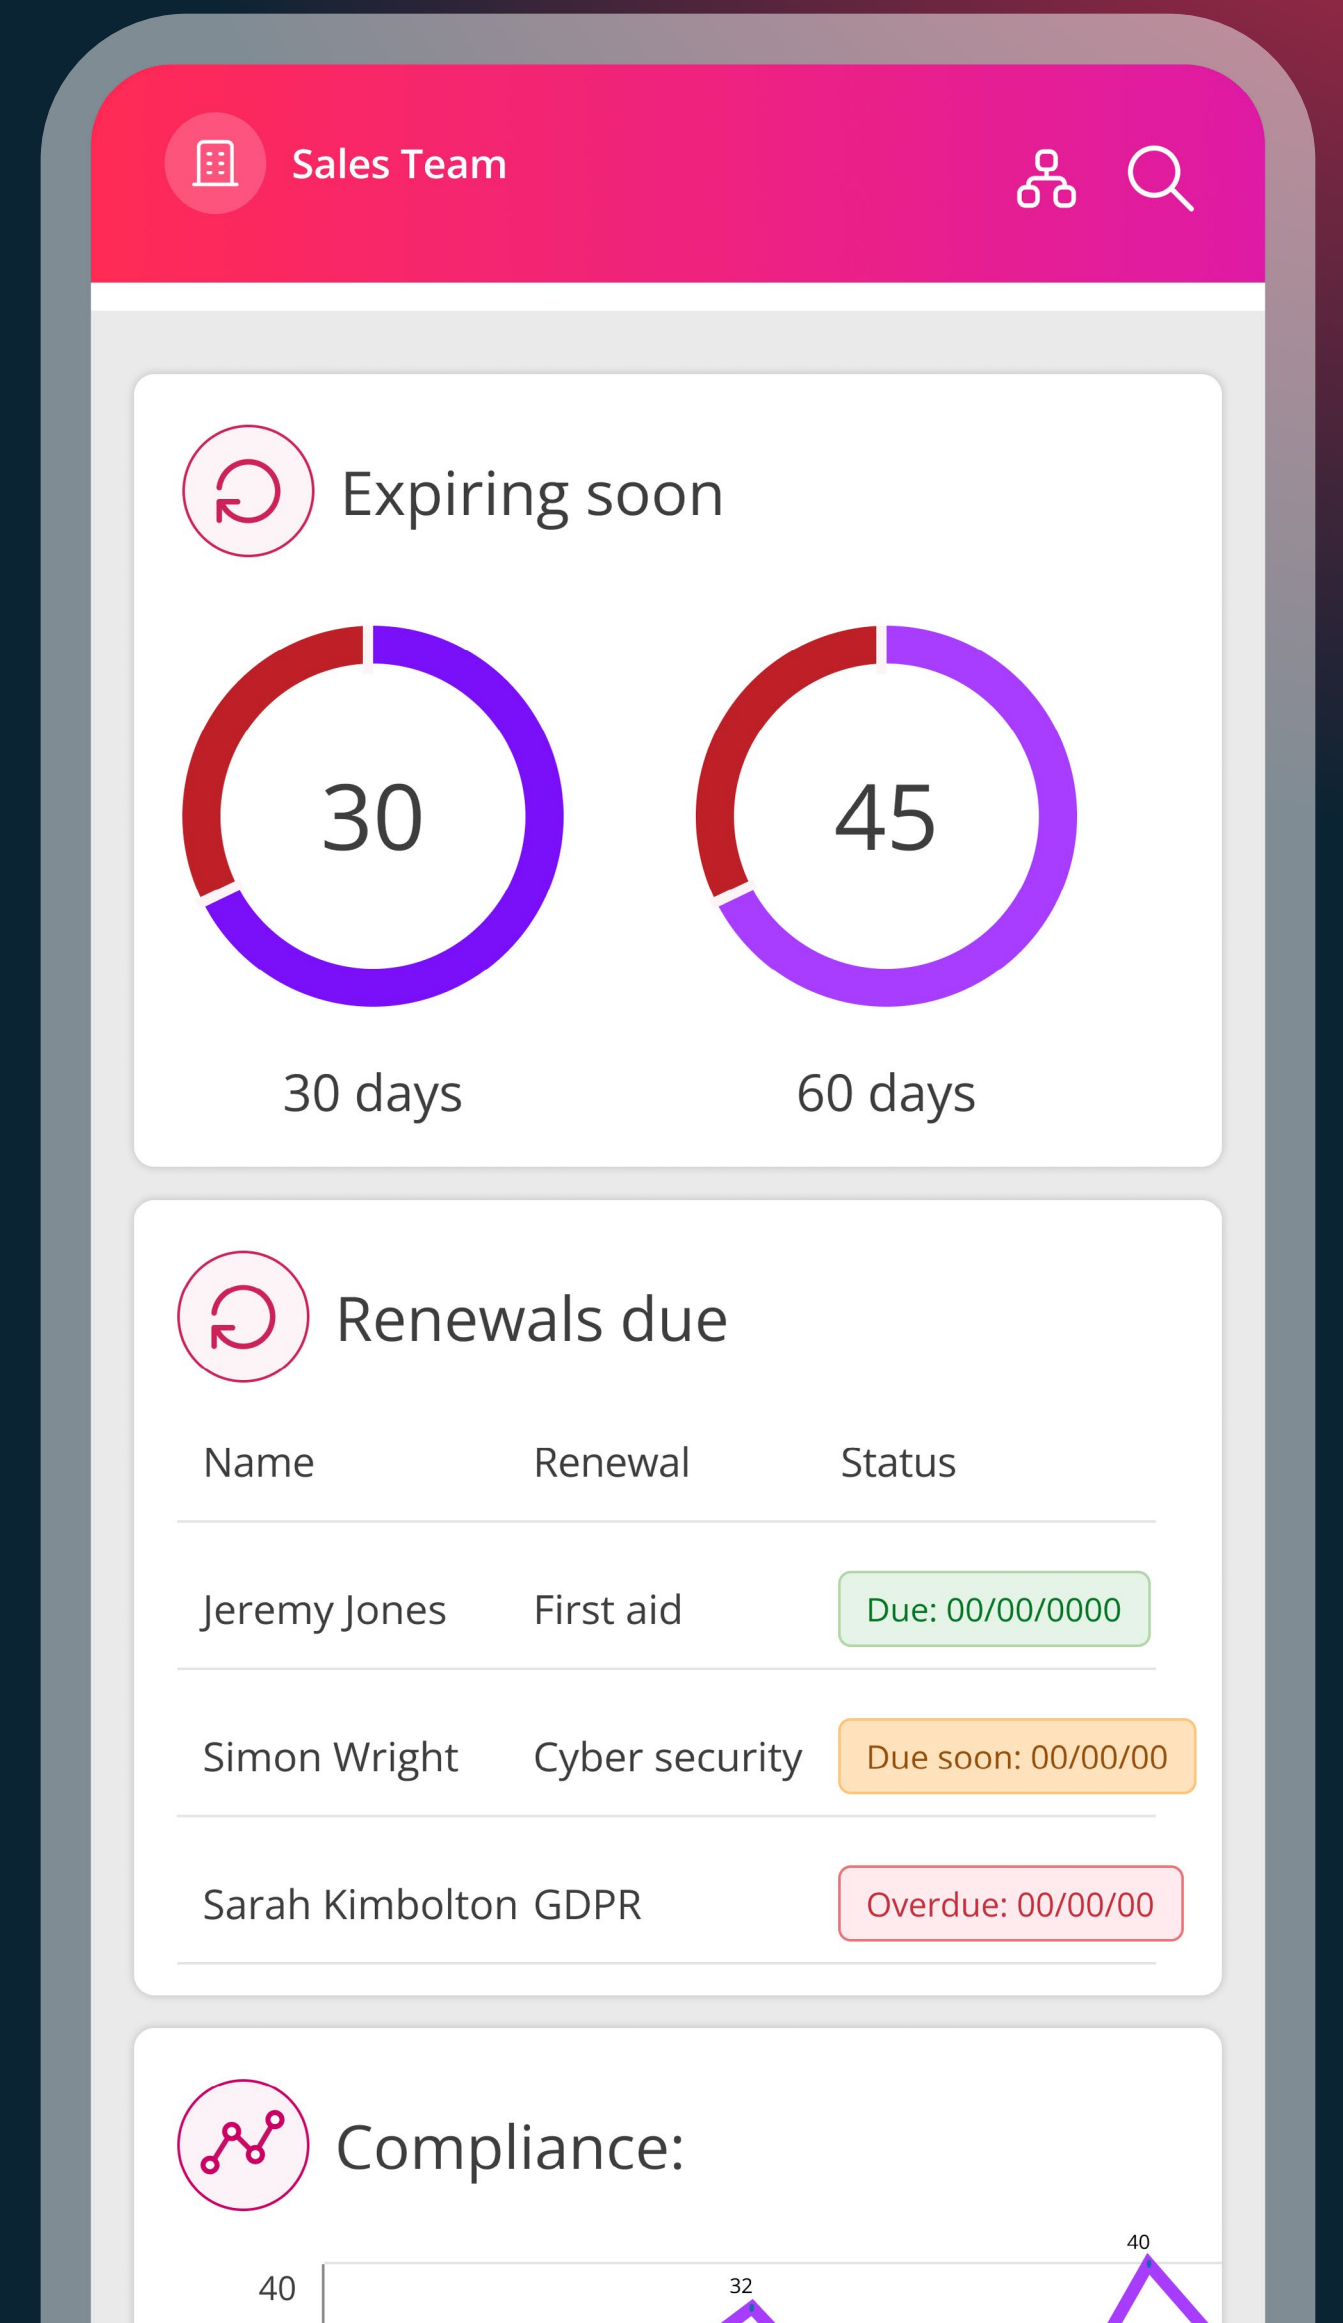 Sales Team
Expiring soon
30
45
30 days
60 days
Renewals due
Name Renewal Status
Jeremy Jones First aid Due: 00/00/0000
Simon Wright Cyber security Due soon: 00/00/00
Sarah Kimbolton GDPR Overdue: 00/00/00
Compliance:
40
40
32